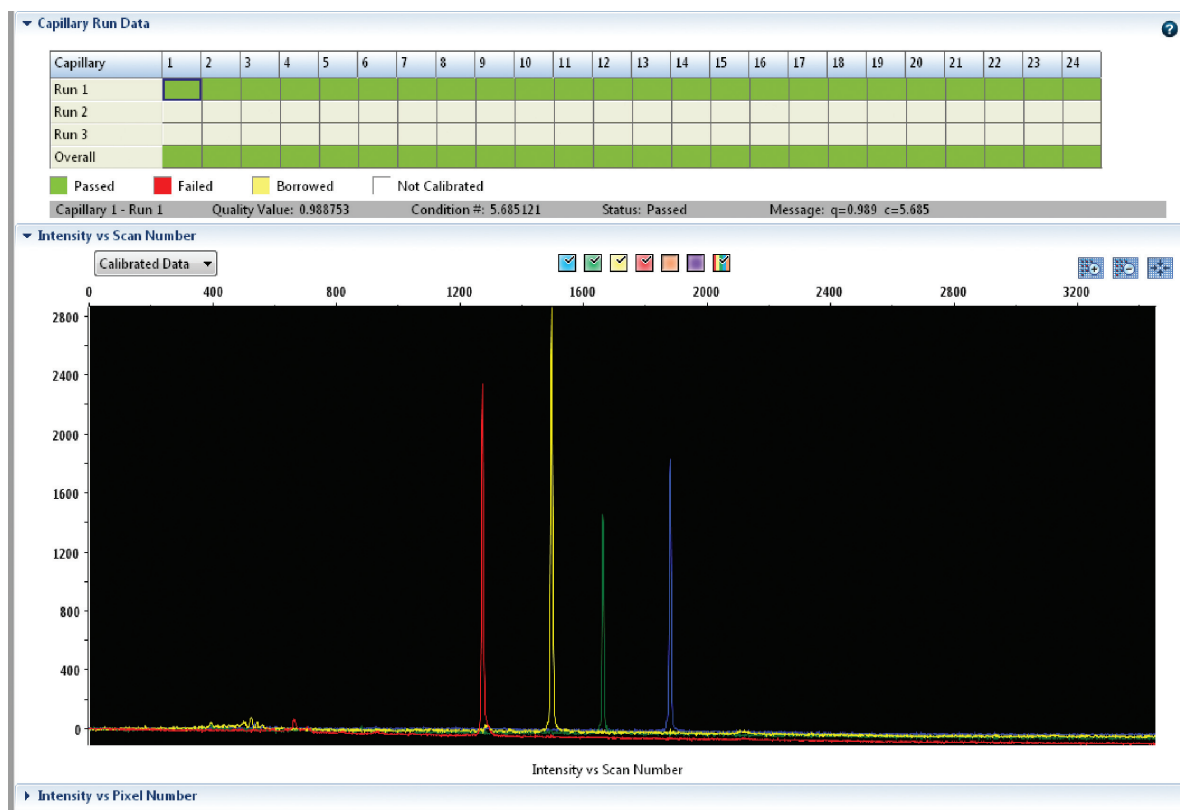 Capillary Run Data
?
Capillary 1 2 3 4 5 6 7 8 9 10 11 12 13 14 15 16 17 18 19 20 21 22 23 24
Run 1
Run 2
Run 3
Overall
Passed Failed Borrowed Not Calibrated
Capillary 1 - Run 1 Quality Value: 0.988753 Condition #: 5.685121 Status: Passed Message: q=0.989 c=5.685
Intensity vs Scan Number
Calibrated Data
0 400 800 1200 1600 2000 2400 2800 3200
2800
2400
2000
1600
1200
800
400
0
Intensity vs Scan Number
Intensity vs Pixel Number